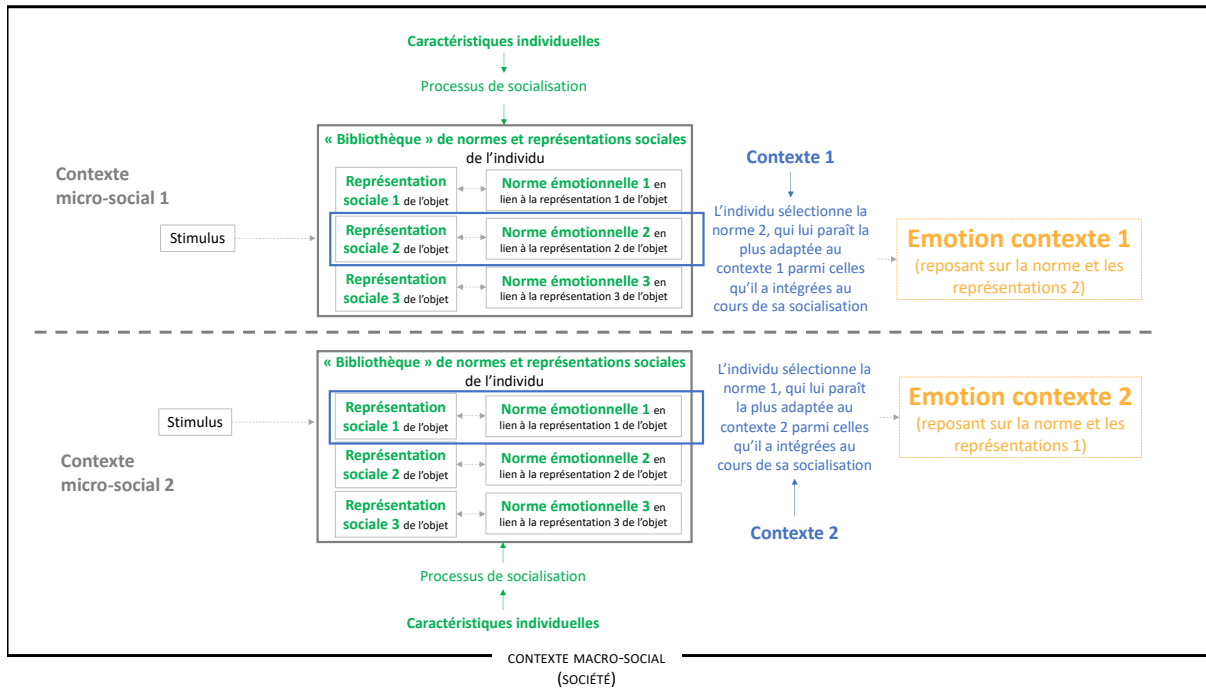 Caractéristiques individuelles
Processus de socialisation
« Bibliothèque » de normes et représentations sociales
de l’individu
Contexte
micro-social 1
Stimulus
Représentation
sociale 1 de l’objet
Norme émotionnelle 1 en
lien à la représentation 1 de l’objet
Représentation
sociale 2 de l’objet
Norme émotionnelle 2 en
lien à la représentation 2 de l’objet
Représentation
sociale 3 de l’objet
Norme émotionnelle 3 en
lien à la représentation 3 de l’objet
Contexte 1
L’individu sélectionne la
norme 2, qui lui paraît la
plus adaptée au
contexte 1 parmi celles
qu’il a intégrées au
cours de sa socialisation
Emotion contexte 1
(reposant sur la norme et les
représentations 2)
« Bibliothèque » de normes et représentations sociales
de l’individu
Stimulus
Contexte
micro-social 2
Représentation
sociale 1 de l’objet
Norme émotionnelle 1 en
lien à la représentation 1 de l’objet
Représentation
sociale 2 de l’objet
Norme émotionnelle 2 en
lien à la représentation 2 de l’objet
Représentation
sociale 3 de l’objet
Norme émotionnelle 3 en
lien à la représentation 3 de l’objet
L’individu sélectionne la
norme 1, qui lui paraît
la plus adaptée au
contexte 2 parmi celles
qu’il a intégrées au
cours de sa socialisation
Contexte 2
Emotion contexte 2
(reposant sur la norme et les
représentations 1)
Processus de socialisation
Caractéristiques individuelles
CONTEXTE MACRO-SOCIAL
(SOCIÉTÉ)